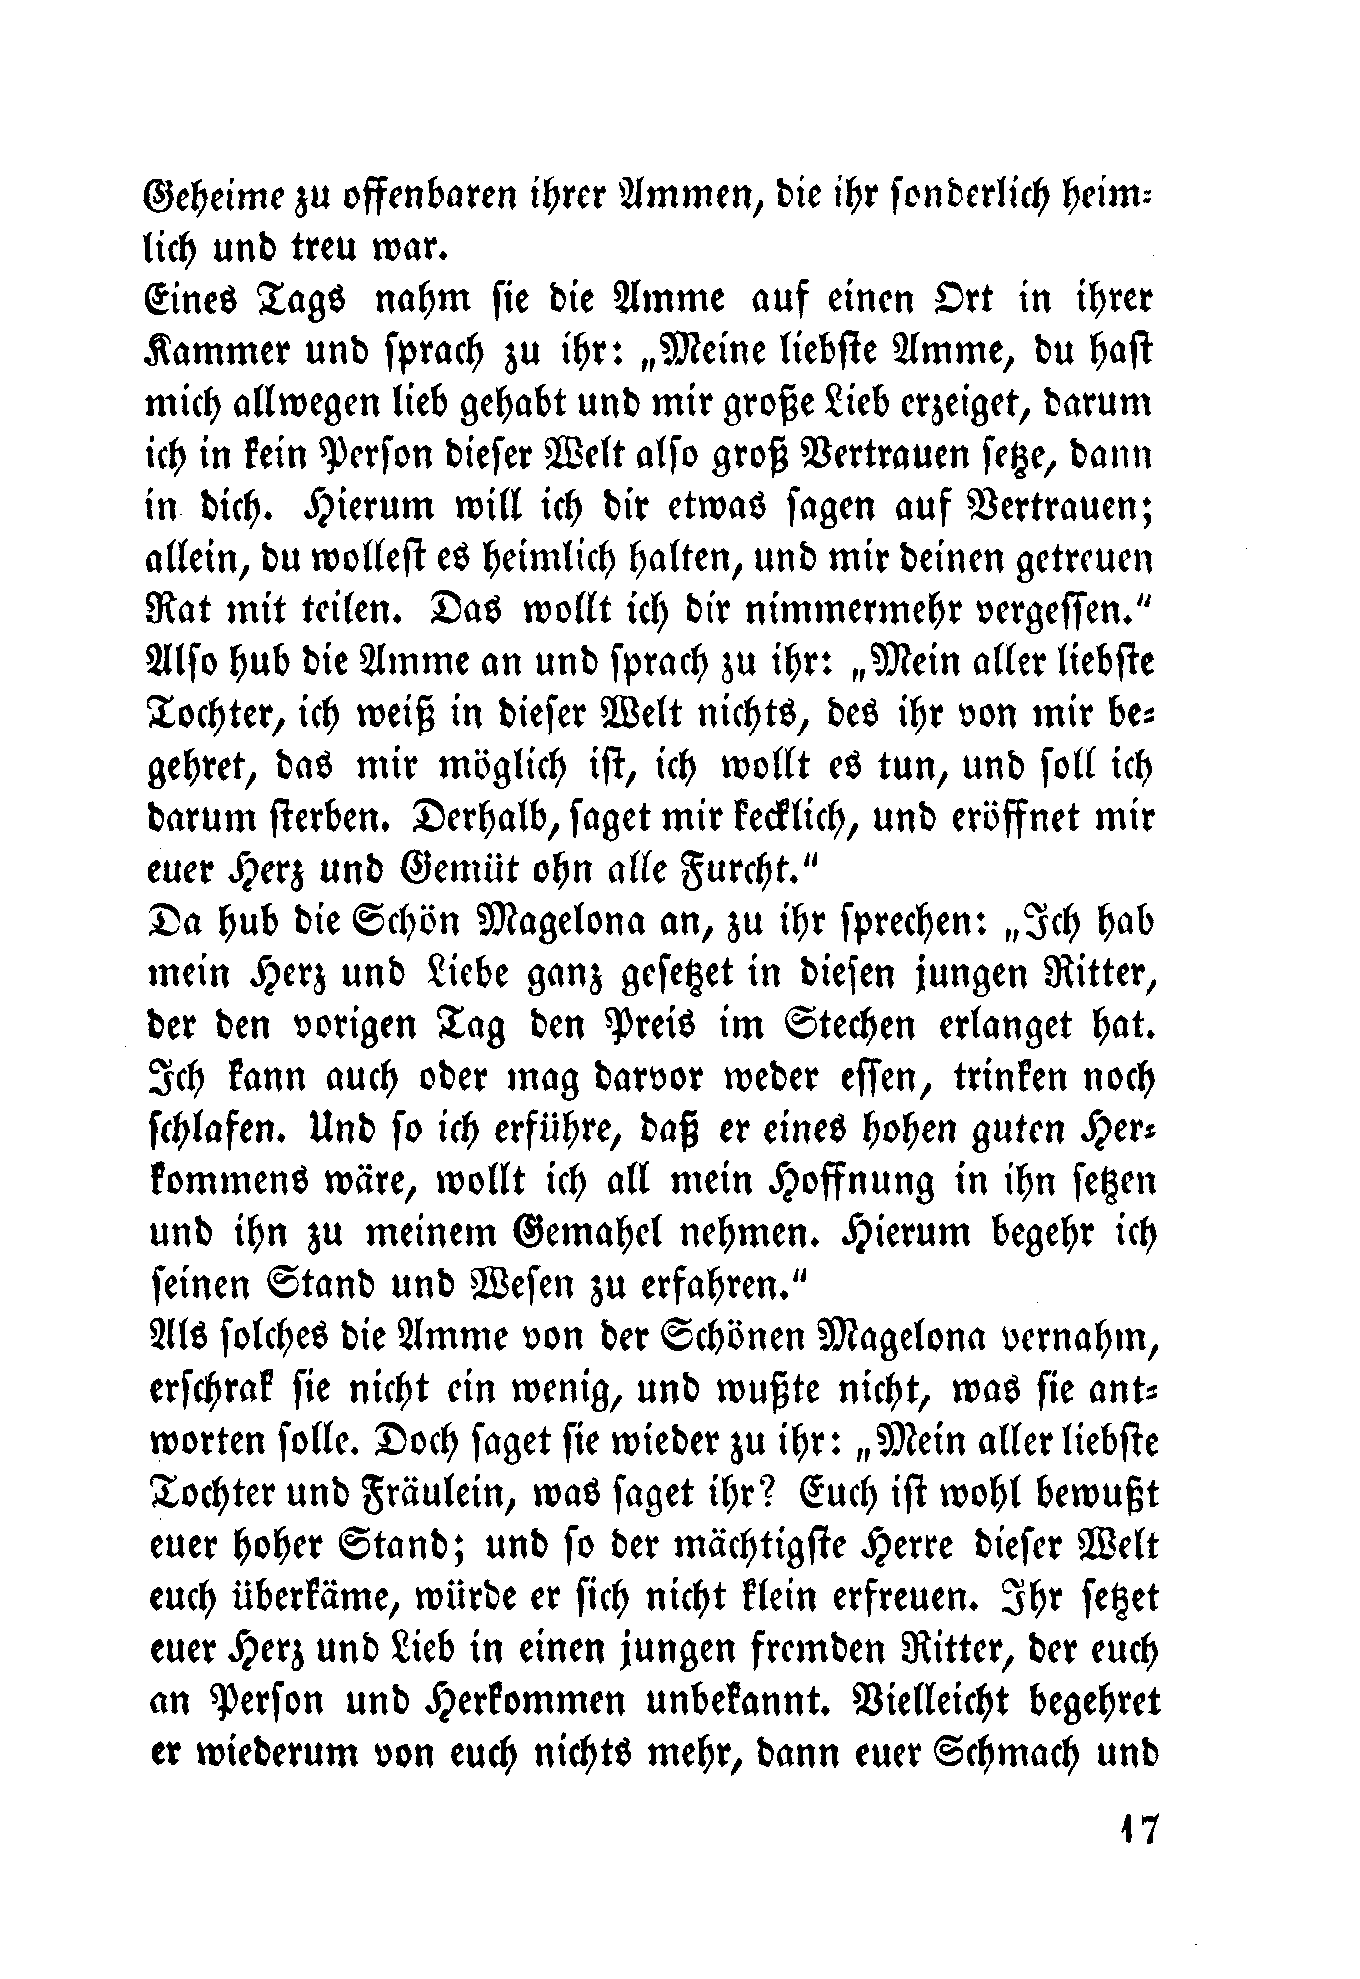 Geheime zu offenbaren ihrer Ammen, die ihr sonderlich heim-
lich und treu war.
Eines Tags nahm sie die Amme auf einen Ort in ihrer
Kammer und sprach zu ihr: „Meine liebste Amme, du hast
mich allwegen lieb gehabt und mir große Lieb erzeiget, darum
ich in kein Person dieser Welt also groß Vertrauen setze, dann
in dich. Hierum will ich dir etwas sagen auf Vertrauen;
allein, du wollest es heimlich halten, und mir deinen getreuen
Rat mit teilen. Das wollt ich dir nimmermehr vergessen.“
Also hub die Amme an und sprach zu ihr: „Mein aller liebste
Tochter, ich weiß in dieser Welt nichts, des ihr von mir be-
gehret, das mir möglich ist, ich wollt es tun, und soll ich
darum sterben. Derhalb, saget mir kecklich, und eröffnet mir
euer Herz und Gemüt ohn alle Furcht.“
Da hub die Schön Magelona an, zu ihr sprechen: „Ich hab
mein Herz und Liebe ganz gesetzet in diesen jungen Ritter,
der den vorigen Tag den Preis im Stechen erlanget hat.
Ich kann auch oder mag darvor weder essen, trinken noch
schlafen. Und so ich erführe, daß er eines hohen guten Her-
kommens wäre, wollt ich all mein Hoffnung in ihn setzen
und ihn zu meinem Gemahel nehmen. Hierum begehr ich
seinen Stand und Wesen zu erfahren.“
Als solches die Amme von der Schönen Magelona vernahm,
erschrak sie nicht ein wenig, und wußte nicht, was sie ant-
worten solle. Doch saget sie wieder zu ihr: „Mein aller liebste
Tochter und Fräulein, was saget ihr? Euch ist wohl bewußt
euer hoher Stand; und so der mächtigste Herre dieser Welt
euch überkäme, würde er sich nicht klein erfreuen. Ihr setzet
euer Herz und Lieb in einen jungen fremden Ritter, der euch
an Person und Herkommen unbekannt. Vielleicht begehret
er wiederum von euch nichts mehr, dann euer Schmach und
17